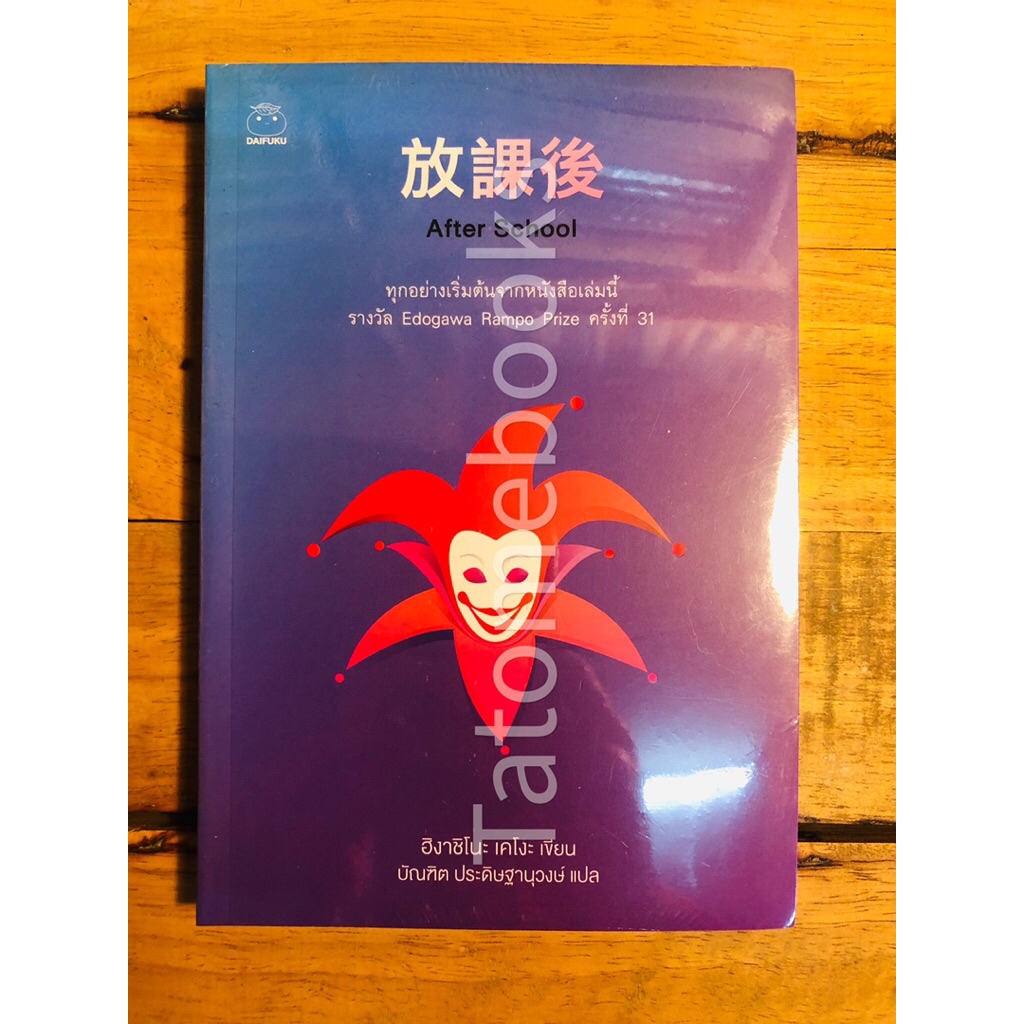 DAIFUKU
放課後
After School
ทุกอย่างเริ่มต้นจากหนังสือเล่มนี้
รางวัล Edogawa Rampo Prize ครั้งที่ 31
Tatomebooks
ฮิงาชิโนะ เคโงะ เขียน
บัณฑิต ประดิษฐานุวงษ์ แปล